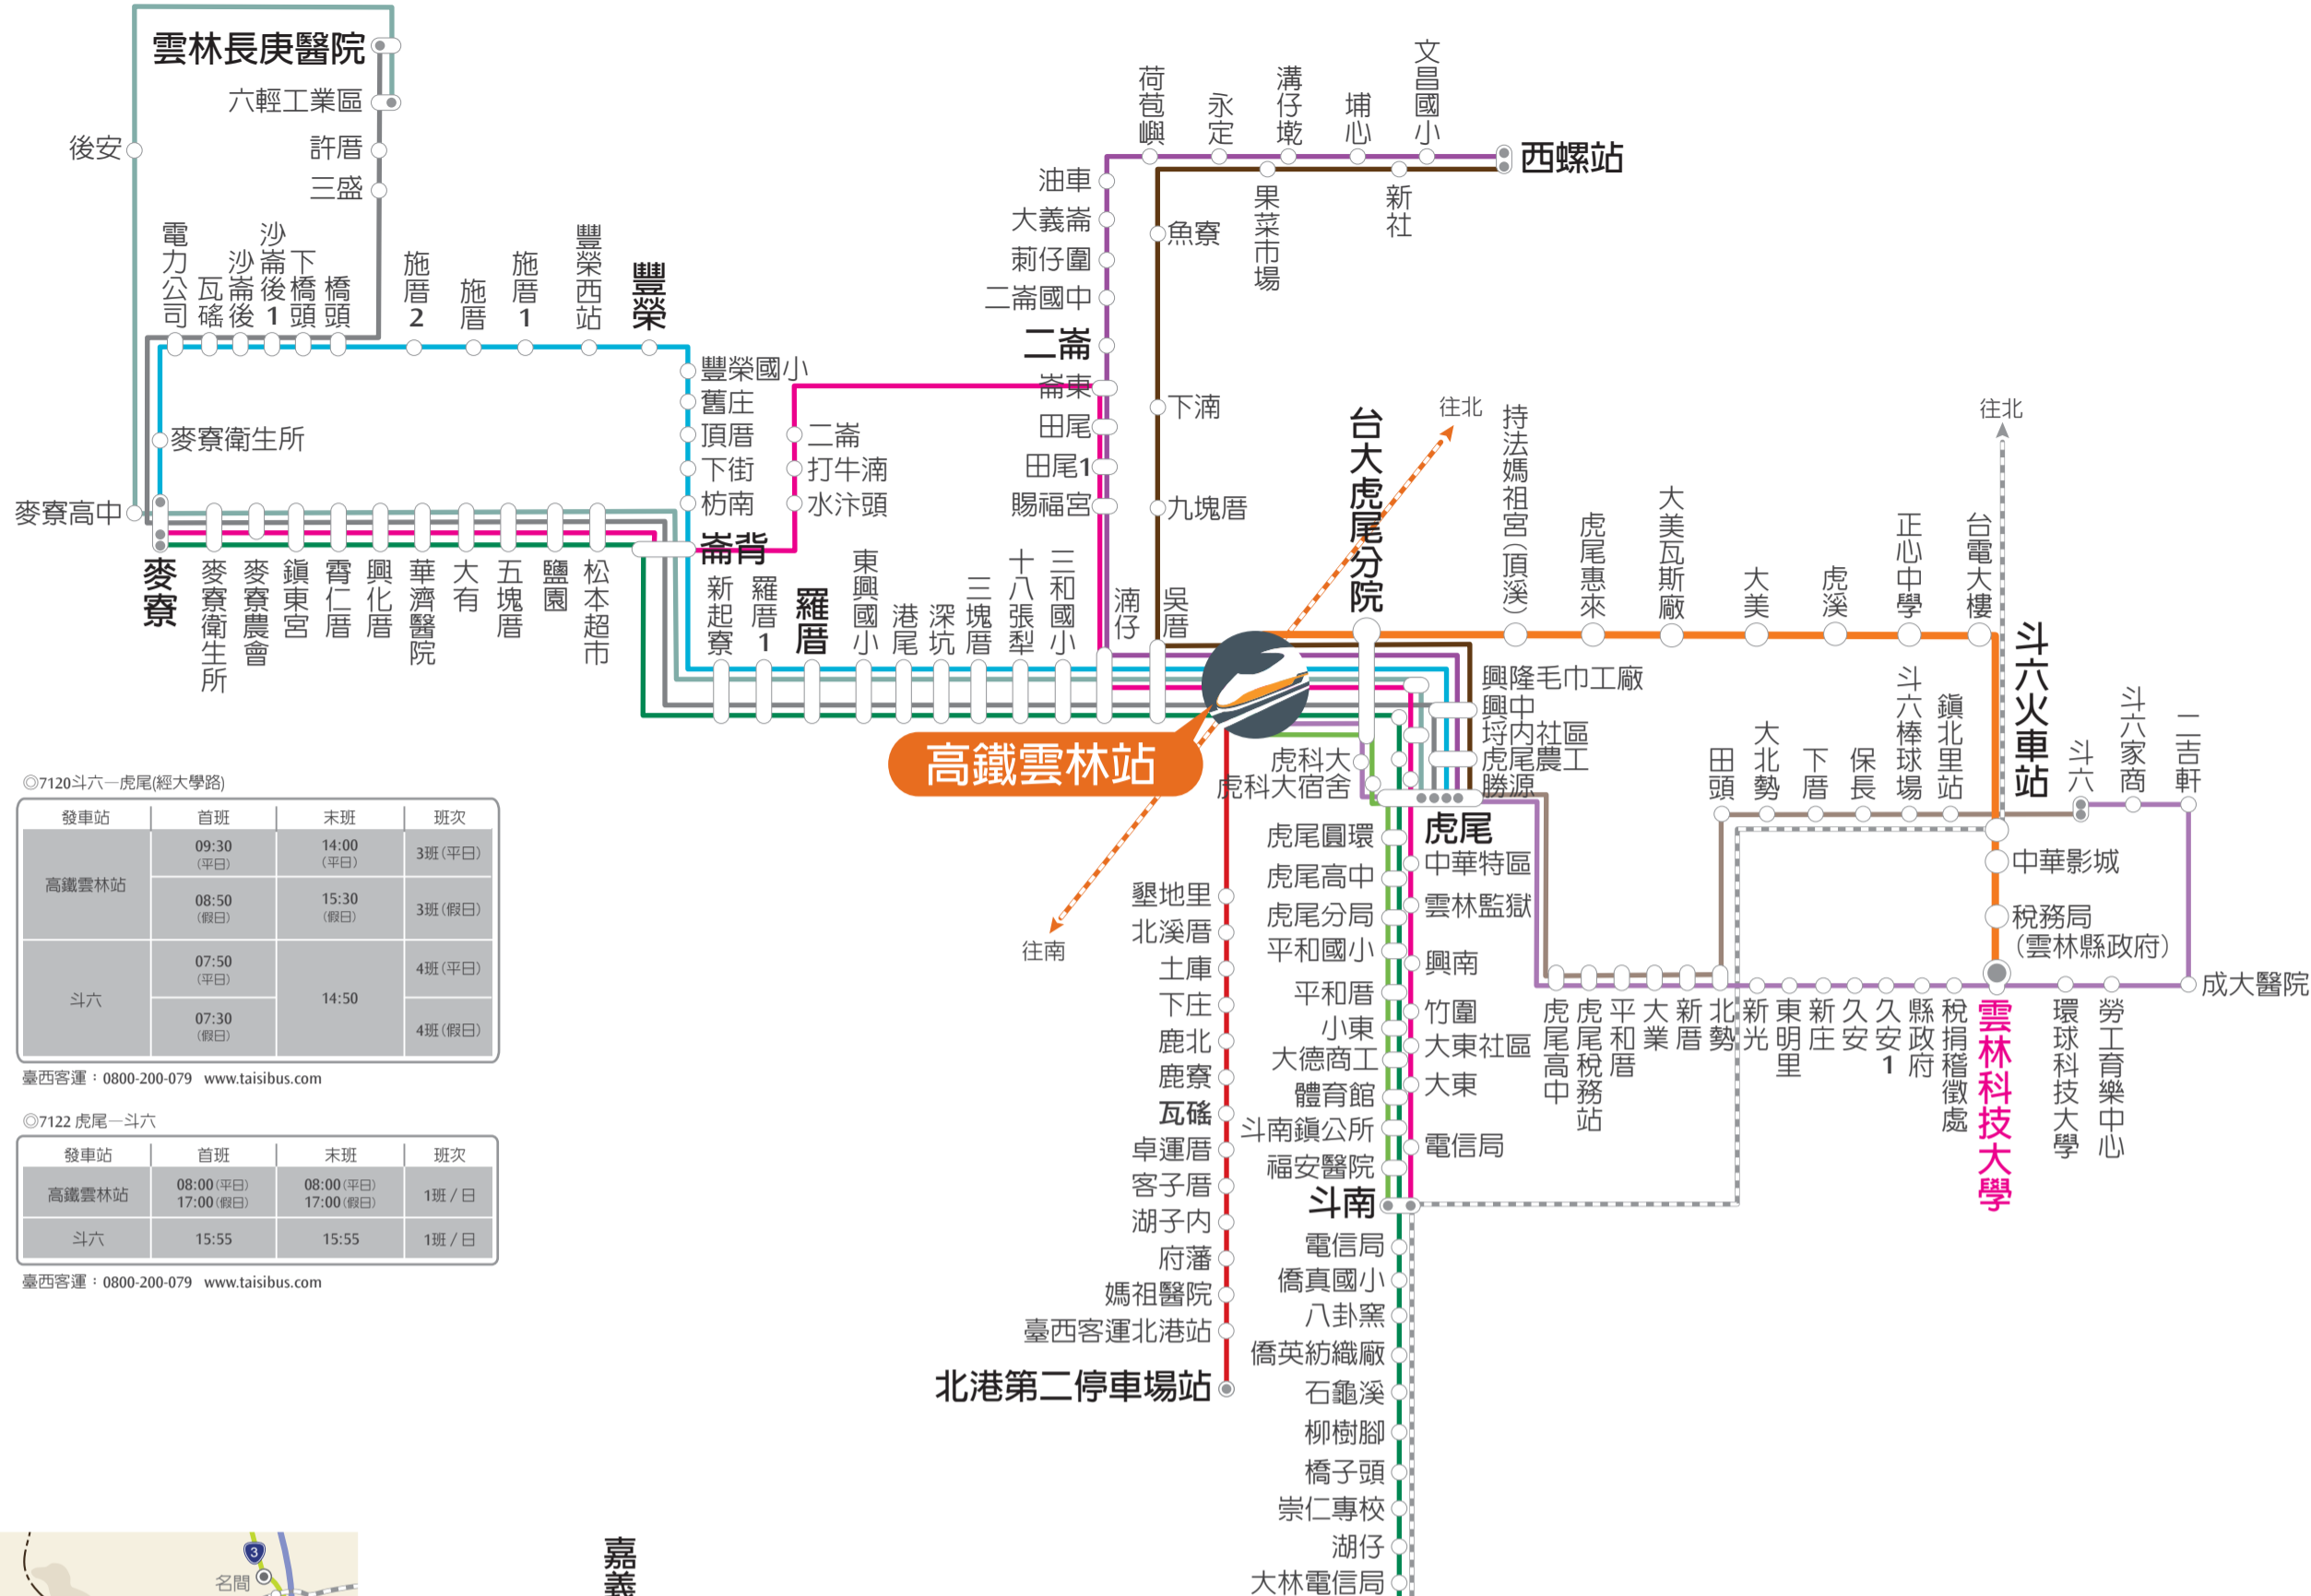 雲林長庚醫院
六輕工業區
後安
許厝
三盛
電力公司
瓦磘
沙崙後
沙崙後1
下橋頭
橋頭
施厝2
施厝
施厝1
豐榮西站
豐榮
豐榮國小
舊庄
頂厝
下街
枋南
崙背
麥寮衛生所
麥寮高中
麥寮
麥寮衛生所
麥寮農會
鎮東宮
霄仁厝
興化厝
華濟醫院
大有
五塊厝
鹽園
松本超市
二崙
打牛湳
水汴頭
新起寮
羅厝1
羅厝
東興國小
港尾
深坑
三塊厝
十八張犁
三和國小
湳仔
吳厝
荷苞嶼
永定
溝仔墘
埔心
文昌國小
西螺站
油車
大義崙
莿仔圍
二崙國中
二崙
崙東
田尾
田尾1
賜福宮
魚寮
果菜市場
新社
下湳
九塊厝
台大虎尾分院
往北
持法媽祖宮(頂溪)
虎尾惠來
大美瓦斯廠
大美
虎溪
正心中學
台電大樓
往北
斗六火車站
高鐵雲林站
往南
興隆毛巾工廠
興中
埒內社區
虎尾農工
勝源
虎科大
虎科大宿舍
虎尾
虎尾圓環
虎尾高中
虎尾分局
平和國小
平和厝
小東
大德商工
體育館
斗南鎮公所
福安醫院
斗南
中華特區
雲林監獄
興南
竹圍
大東社區
大東
電信局
電信局
僑真國小
八卦窯
僑英紡織廠
石龜溪
柳樹腳
橋子頭
崇仁專校
湖仔
大林電信局
墾地里
北溪厝
土庫
下庄
鹿北
鹿寮
瓦磘
卓運厝
客子厝
湖子內
府藩
媽祖醫院
臺西客運北港站
北港第二停車場站
田頭
大北勢
下厝
保長
斗六棒球場
鎮北里站
斗六
斗六家商
二吉軒
中華影城
稅務局
(雲林縣政府)
成大醫院
虎尾高中
虎尾稅務站
平和厝
大業
新厝
北勢
新光
東明里
新庄
久安
久安1
縣政府
稅捐稽徵處
雲林科技大學
環球科技大學
勞工育樂中心
◎7120斗六—虎尾(經大學路)
發車站 首班 末班 班次
高鐵雲林站 09:30(平日) 14:00(平日) 3班(平日)
08:50(假日) 15:30(假日) 3班(假日)
斗六 07:50(平日) 14:50 4班(平日)
07:30(假日) 4班(假日)
臺西客運：0800-200-079 www.taisibus.com
◎7122 虎尾—斗六
發車站 首班 末班 班次
高鐵雲林站 08:00(平日) 08:00(平日) 1班 / 日
17:00(假日) 17:00(假日)
斗六 15:55 15:55 1班 / 日
臺西客運：0800-200-079 www.taisibus.com
3
名間
嘉義